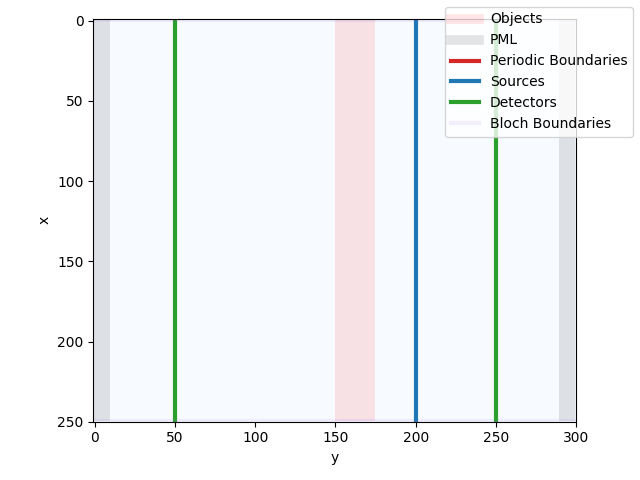 Objects
PML
Periodic Boundaries
Sources
Detectors
Bloch Boundaries
0
50
100
150
200
250
x
0 50 100 150 200 250 300
y